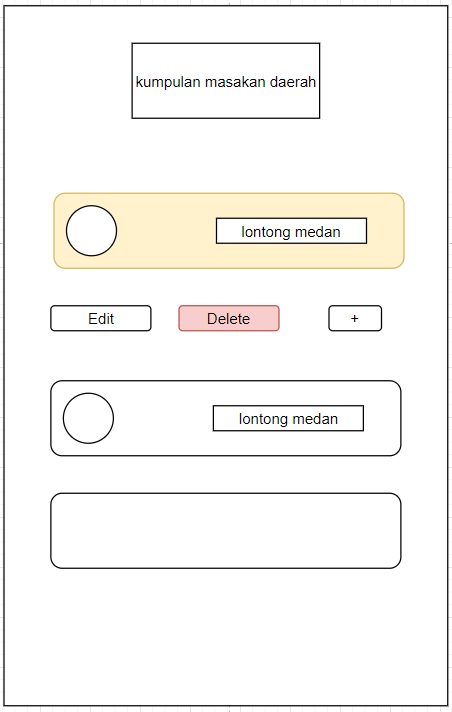 kumpulan masakan daerah
lontong medan
Edit
Delete
+
lontong medan